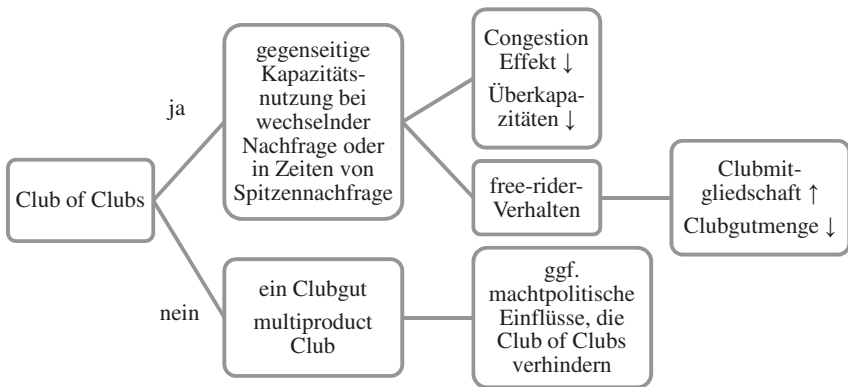 Club of Clubs
ja
gegenseitige
Kapazitäts-
nutzung bei
wechselnder
Nachfrage oder
in Zeiten von
Spitzennachfrage
Congestion
Effekt ↓
Überkapa-
zitäten ↓
free-rider-
Verhalten
Clubmit-
gliedschaft ↑
Clubgutmenge ↓
nein
ein Clubgut
multiproduct
Club
ggf.
machtpolitische
Einflüsse, die
Club of Clubs
verhindern